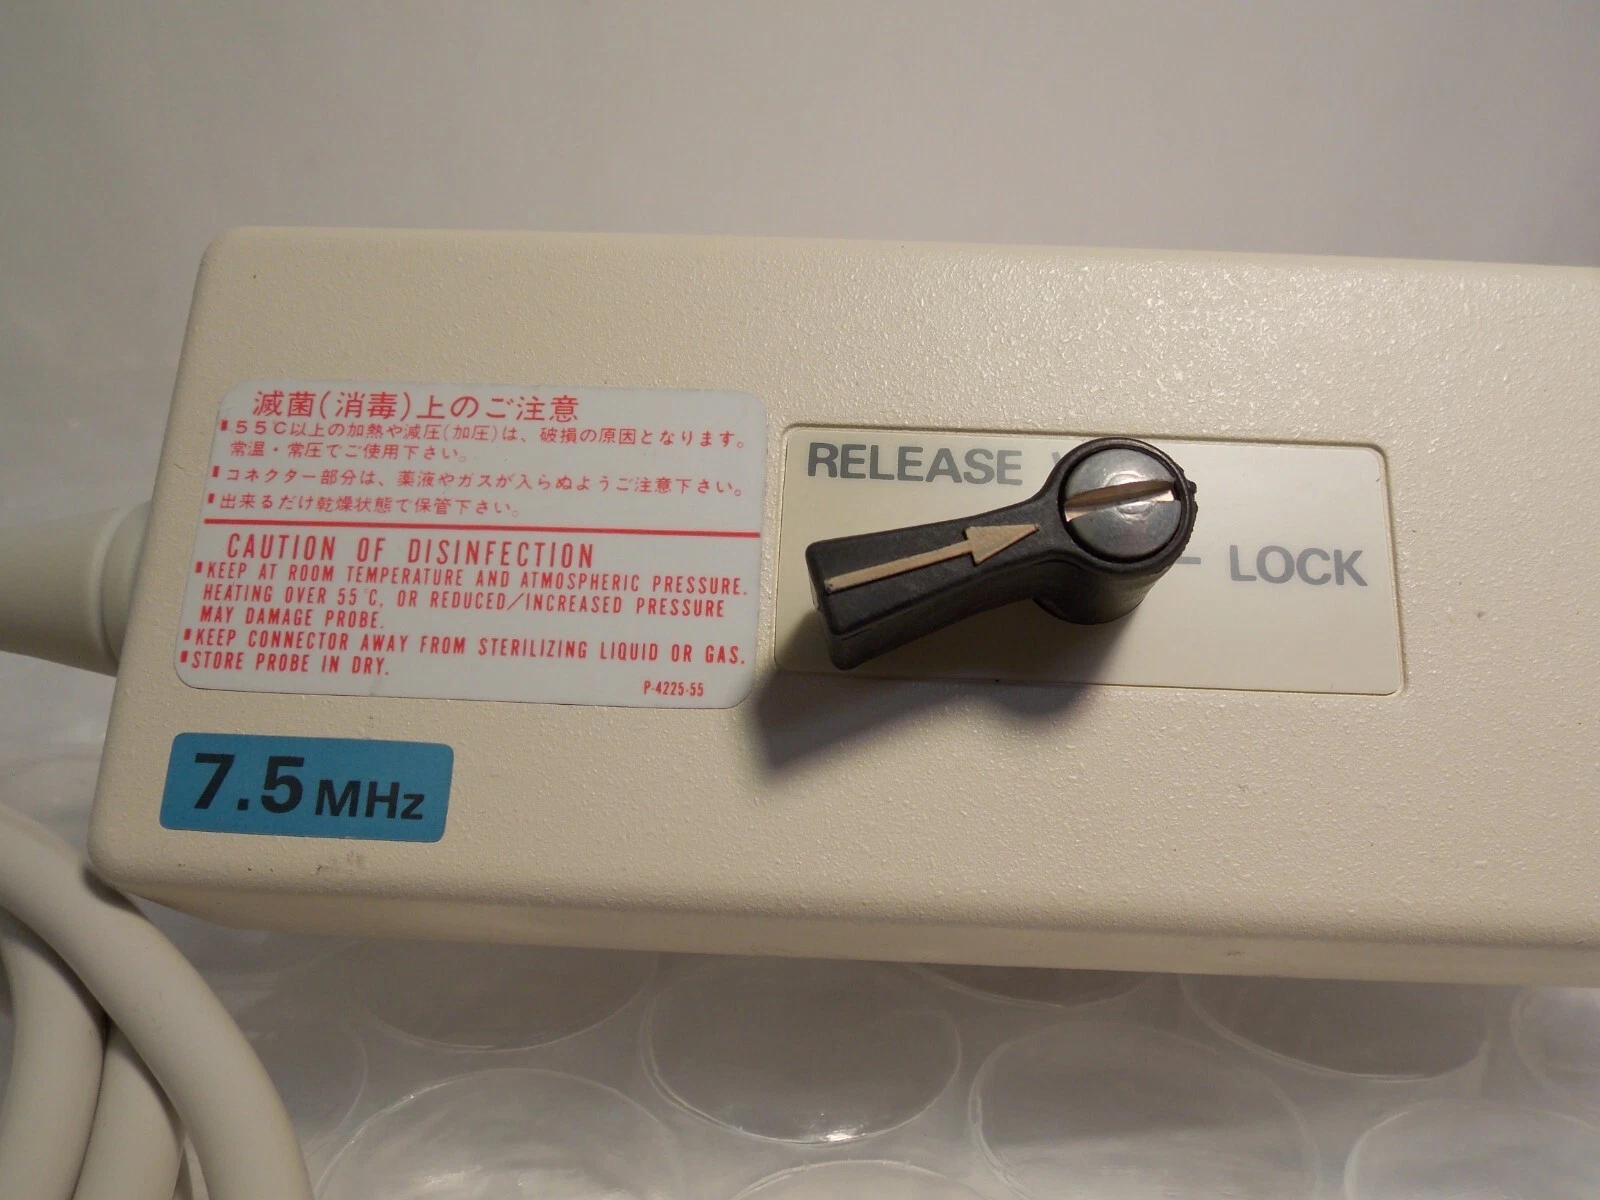 滅菌(消毒)上のご注意
▪55℃以上の加熱や減圧(加圧)は、破損の原因となります。
常温・常圧でご使用下さい。
▪コネクター部分は、薬液やガスが入らぬようご注意下さい。
▪出来るだけ乾燥状態で保管下さい。
CAUTION OF DISINFECTION
▪KEEP AT ROOM TEMPERATURE AND ATMOSPHERIC PRESSURE.
HEATING OVER 55℃, OR REDUCED/INCREASED PRESSURE
MAY DAMAGE PROBE.
▪KEEP CONNECTOR AWAY FROM STERILIZING LIQUID OR GAS.
▪STORE PROBE IN DRY.
P-4225-55
7.5 MHz
RELEASE
LOCK